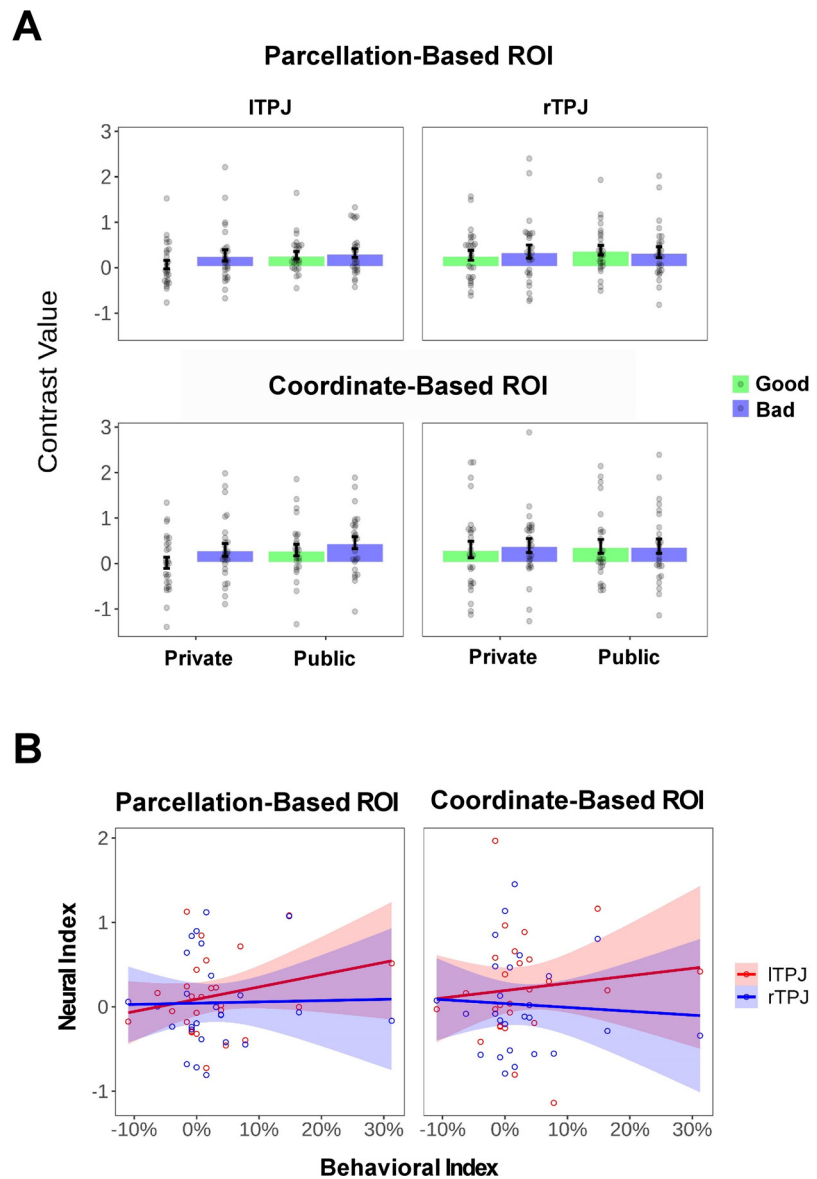 A
Parcellation-Based ROI
lTPJ
rTPJ
3
2
1
0
-1
Contrast Value
Coordinate-Based ROI
Good
Bad
3
2
1
0
-1
Private
Public
Private
Public
B
Parcellation-Based ROI
Coordinate-Based ROI
2
1
0
-1
Neural Index
lTPJ
rTPJ
-10%
0%
10%
20%
30%
-10%
0%
10%
20%
30%
Behavioral Index